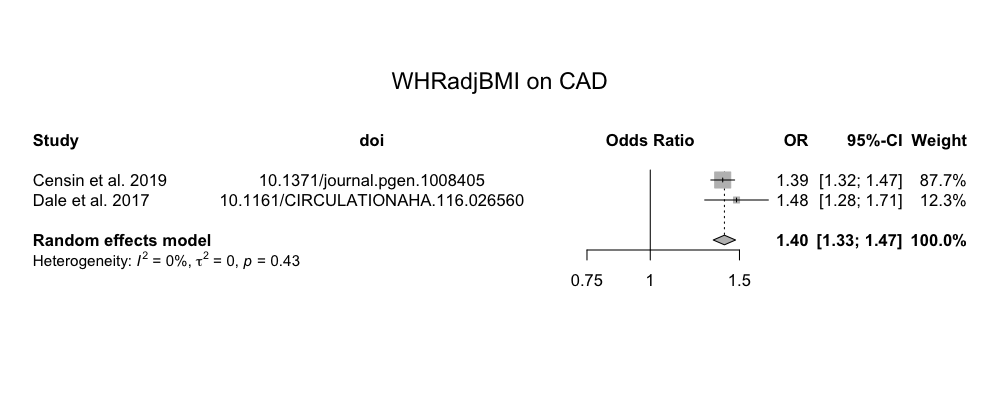 WHRadjBMI on CAD
Study doi Odds Ratio OR 95%-CI Weight
Censin et al. 2019 10.1371/journal.pgen.1008405 1.39 [1.32; 1.47] 87.7%
Dale et al. 2017 10.1161/CIRCULATIONAHA.116.026560 1.48 [1.28; 1.71] 12.3%
Random effects model 1.40 [1.33; 1.47] 100.0%
Heterogeneity: I² = 0%, τ² = 0, p = 0.43
0.75 1 1.5